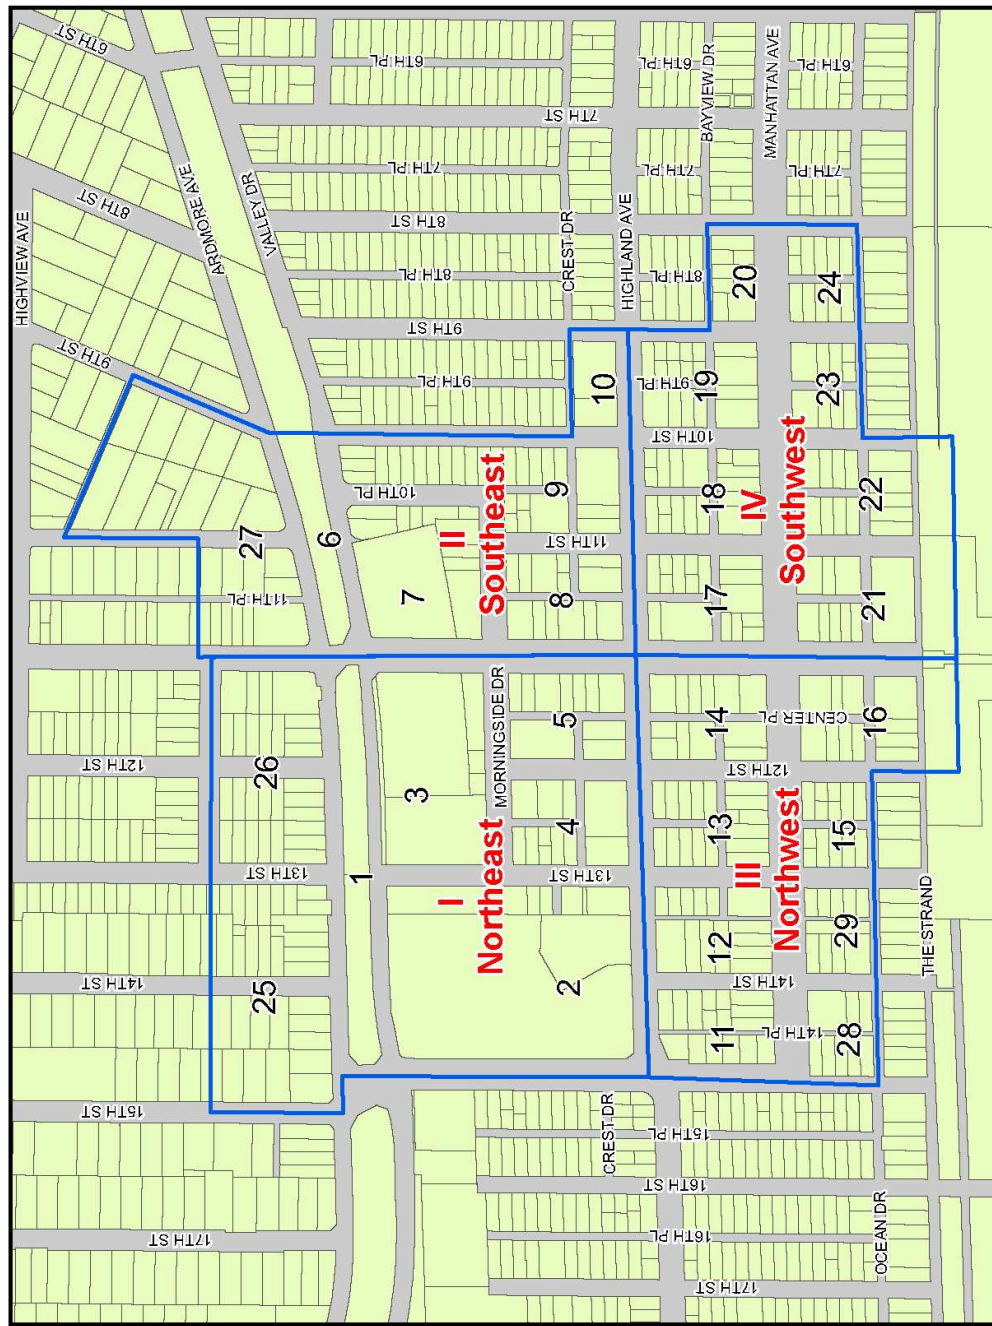 6TH ST
8TH ST
HIGHVIEW AVE
9TH ST
ARDMORE AVE
VALLEY DR
6TH PL
7TH ST
7TH PL
8TH ST
8TH PL
9TH ST
9TH PL
CREST DR
HIGHLAND AVE
6TH PL
7TH PL
8TH PL
9TH PL
BAYVIEW DR
MANHATTAN AVE
6TH PL
7TH PL
10
20
24
19
23
10TH ST
27
11TH PL
6
10TH PL
7
II
Southeast
9
11TH ST
8
18
IV
Southwest
22
17
21
12TH ST
26
13TH ST
14TH ST
25
15TH ST
17TH ST
1
3
MORNINGSIDE DR
5
4
13TH ST
I
Northeast
2
14
CENTER PL
16
12TH ST
13
15
III
Northwest
12
29
14TH ST
11
14TH PL
28
THE STRAND
CREST DR
15TH PL
16TH ST
16TH PL
17TH ST
OCEAN DR